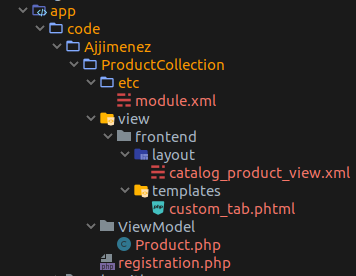 app
code
Ajjimenez
ProductCollection
etc
module.xml
view
frontend
layout
catalog_product_view.xml
templates
custom_tab.phtml
ViewModel
Product.php
registration.php